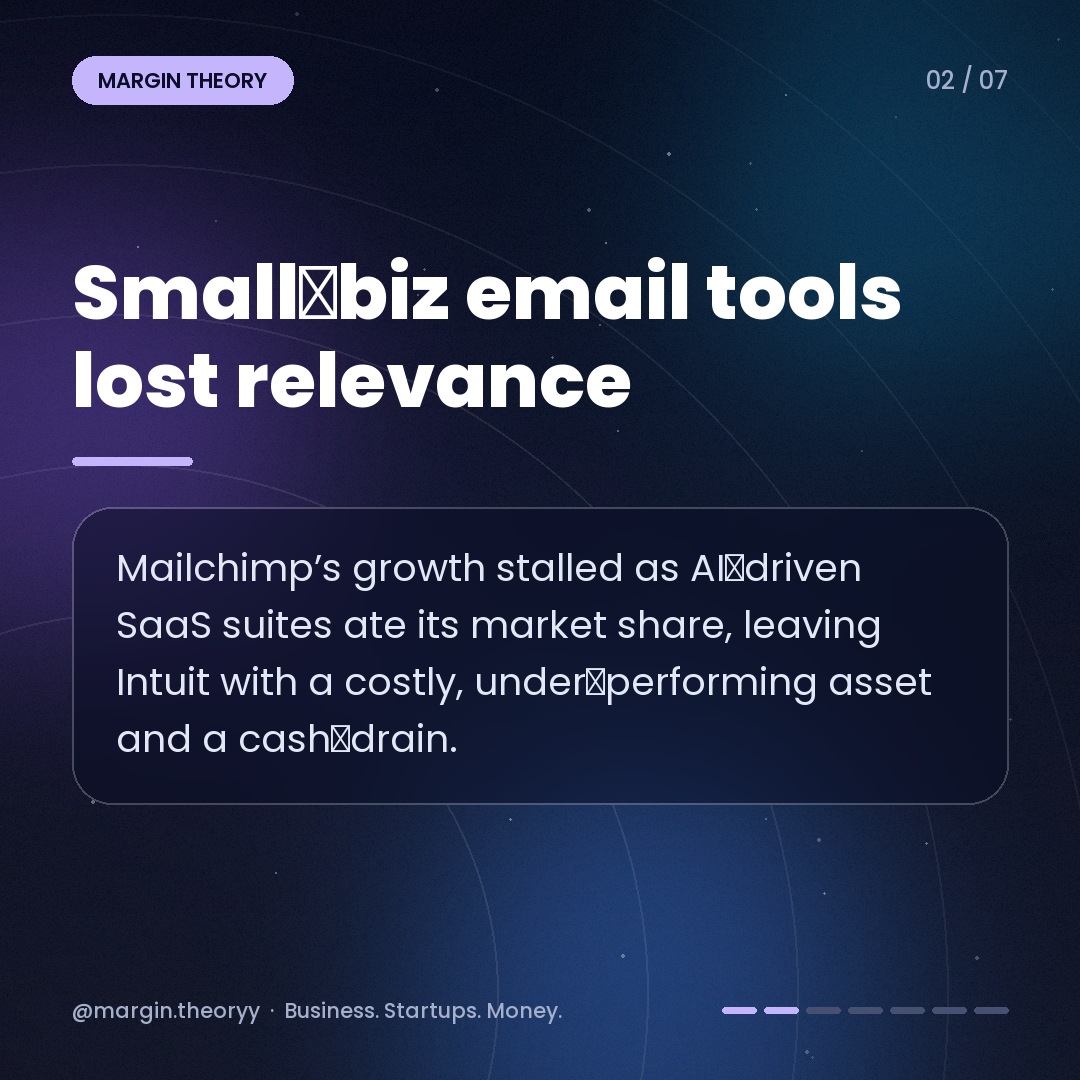 MARGIN THEORY
02 / 07
Small☒biz email tools
lost relevance
Mailchimp’s growth stalled as AI☒driven
SaaS suites ate its market share, leaving
Intuit with a costly, under☒performing asset
and a cash☒drain.
@margin.theoryy · Business. Startups. Money.